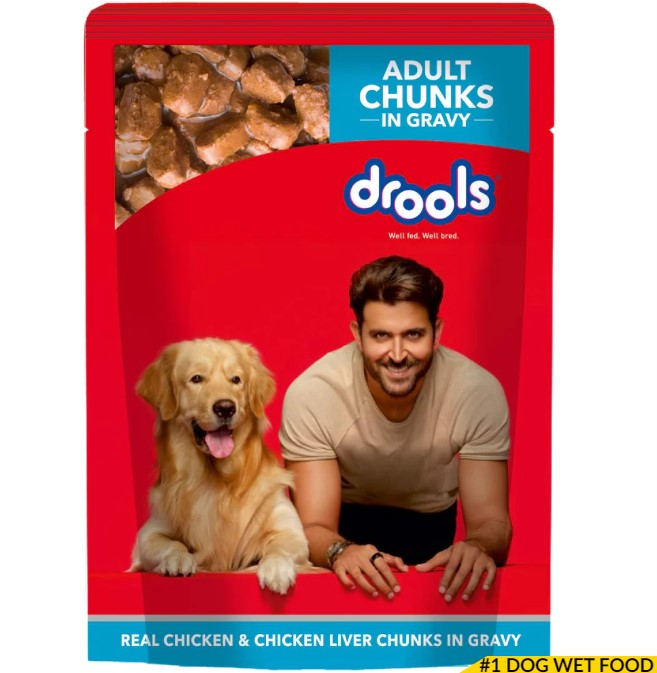 ADULT
CHUNKS
IN GRAVY
drools
Well fed. Well bred.
REAL CHICKEN & CHICKEN LIVER CHUNKS IN GRAVY
#1 DOG WET FOOD